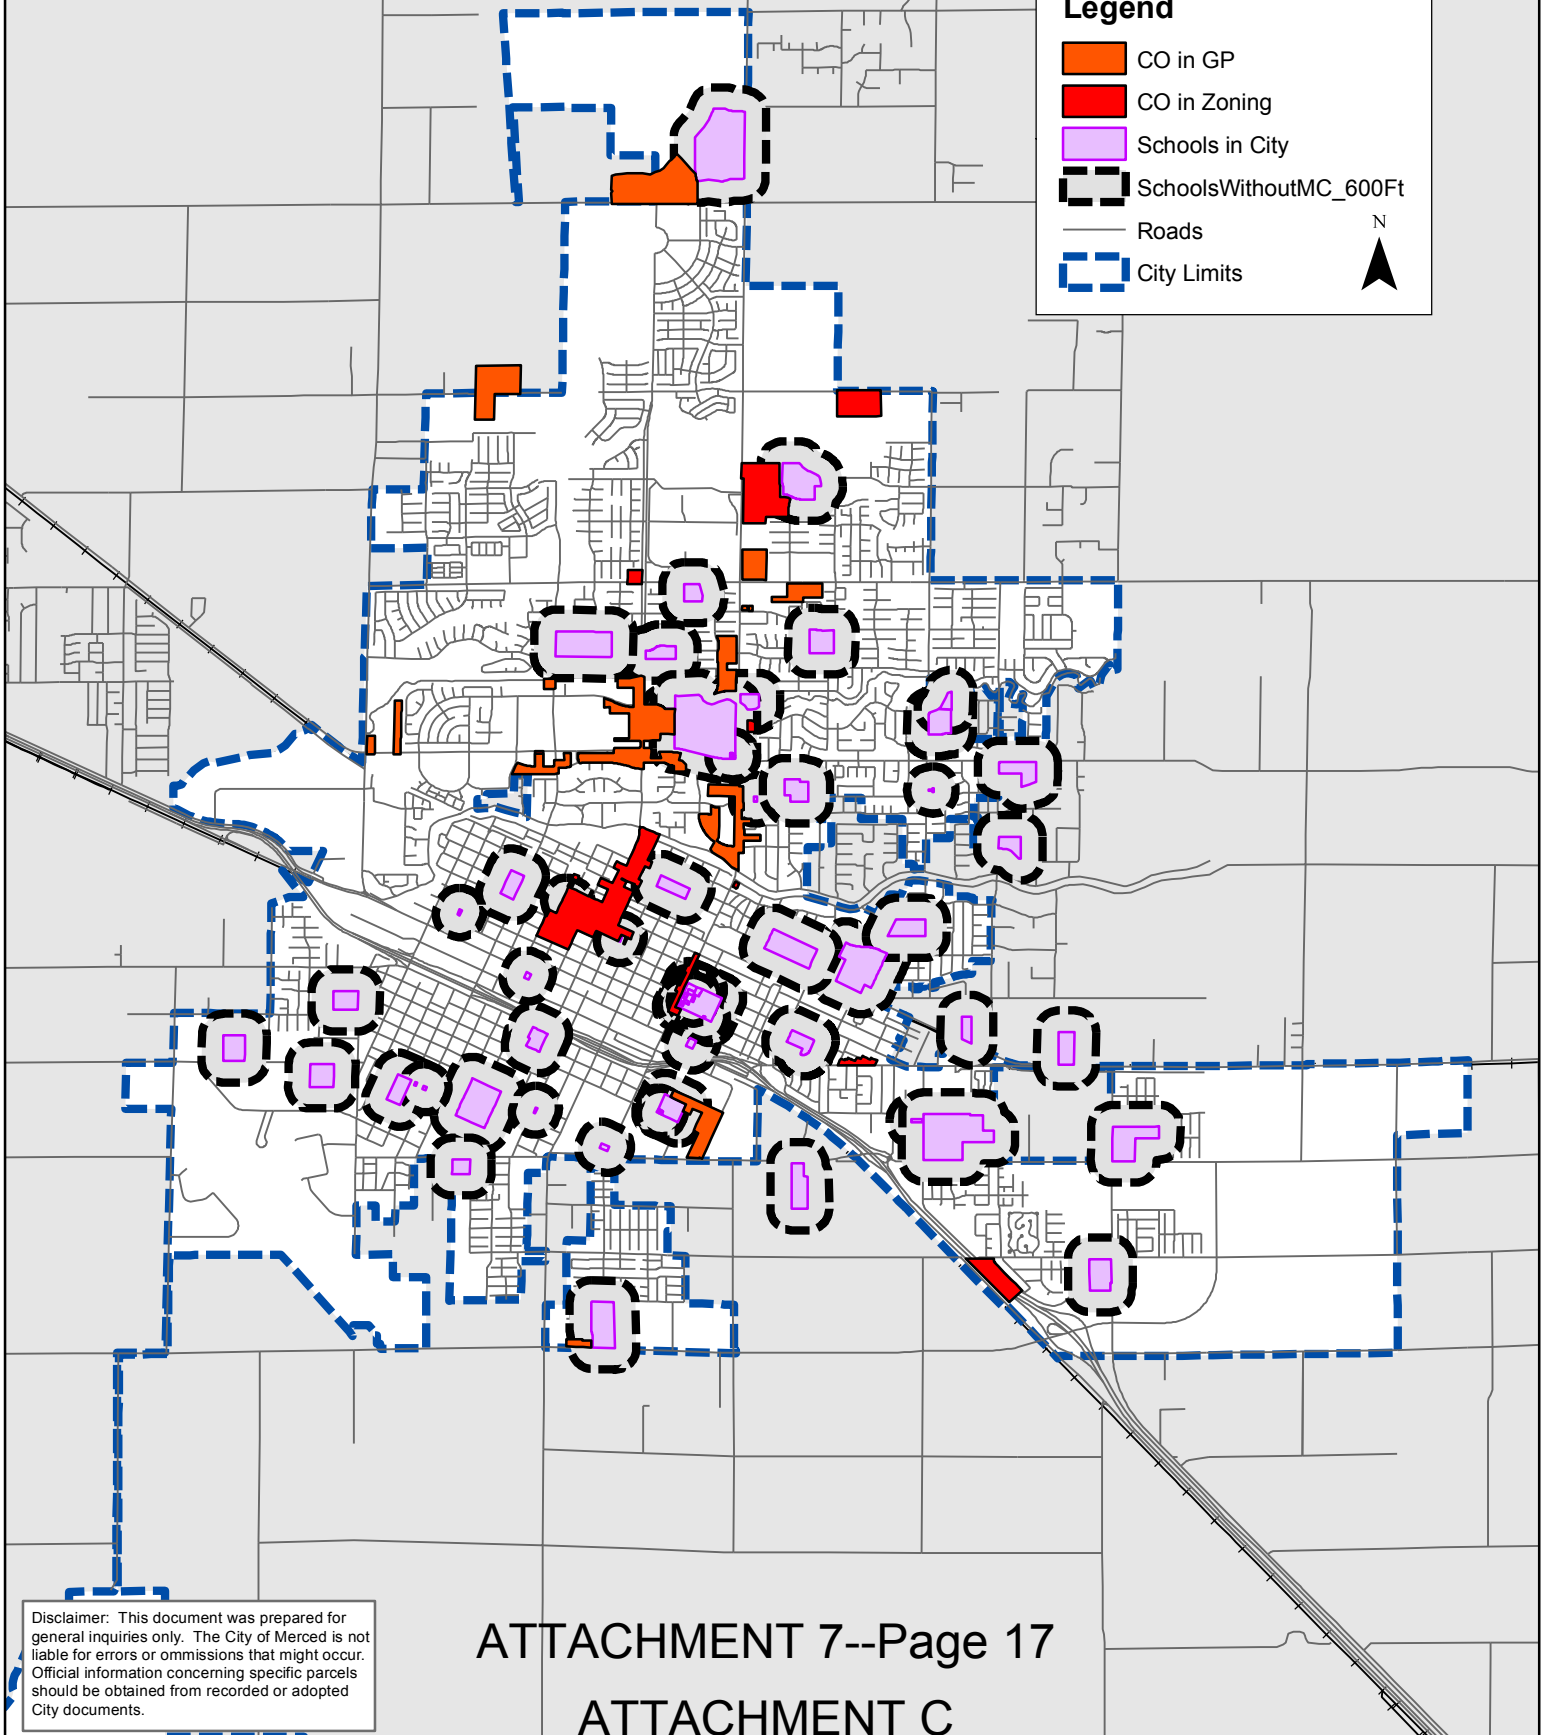 Legend
CO in GP
CO in Zoning
Schools in City
SchoolsWithoutMC_600Ft
Roads
N
City Limits
Disclaimer: This document was prepared for
general inquiries only. The City of Merced is not
liable for errors or ommissions that might occur.
Official information concerning specific parcels
should be obtained from recorded or adopted
City documents.
ATTACHMENT 7--Page 17
ATTACHMENT C